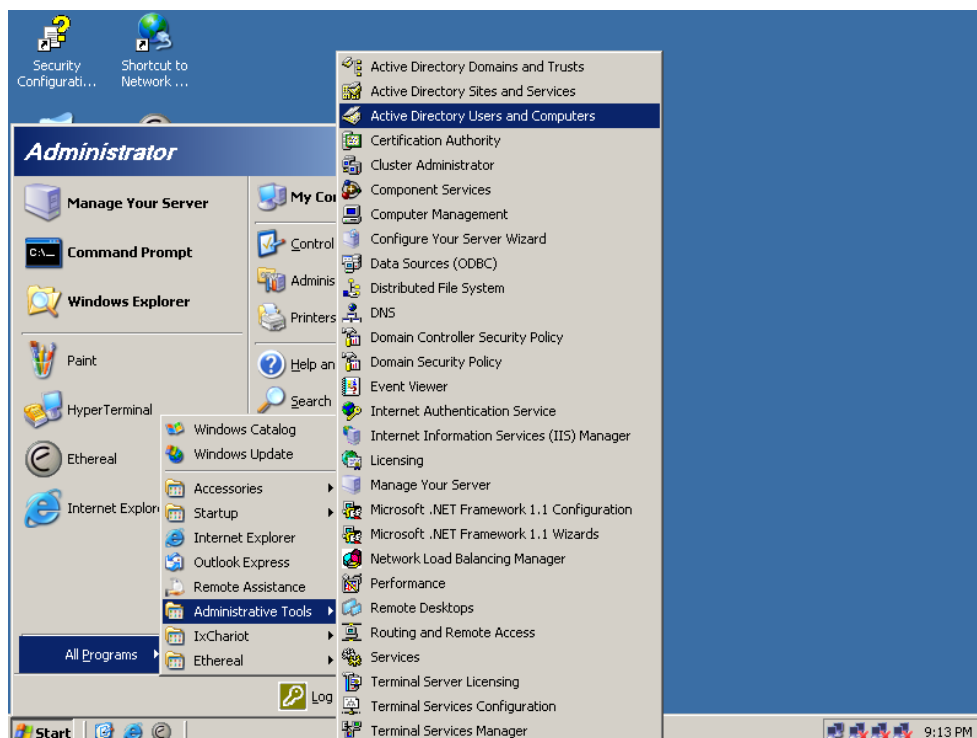 Security
Configurati...
Shortcut to
Network ...
Administrator
Manage Your Server
Command Prompt
Windows Explorer
Paint
HyperTerminal
Ethereal
Internet Explor
All Programs
My Co
Control
Adminis
Printers
Help an
Search
Log
Windows Catalog
Windows Update
Accessories
Startup
Internet Explorer
Outlook Express
Remote Assistance
Administrative Tools
IxChariot
Ethereal
Active Directory Domains and Trusts
Active Directory Sites and Services
Active Directory Users and Computers
Certification Authority
Cluster Administrator
Component Services
Computer Management
Configure Your Server Wizard
Data Sources (ODBC)
Distributed File System
DNS
Domain Controller Security Policy
Domain Security Policy
Event Viewer
Internet Authentication Service
Internet Information Services (IIS) Manager
Licensing
Manage Your Server
Microsoft .NET Framework 1.1 Configuration
Microsoft .NET Framework 1.1 Wizards
Network Load Balancing Manager
Performance
Remote Desktops
Routing and Remote Access
Services
Terminal Server Licensing
Terminal Services Configuration
Terminal Services Manager
Start
9:13 PM